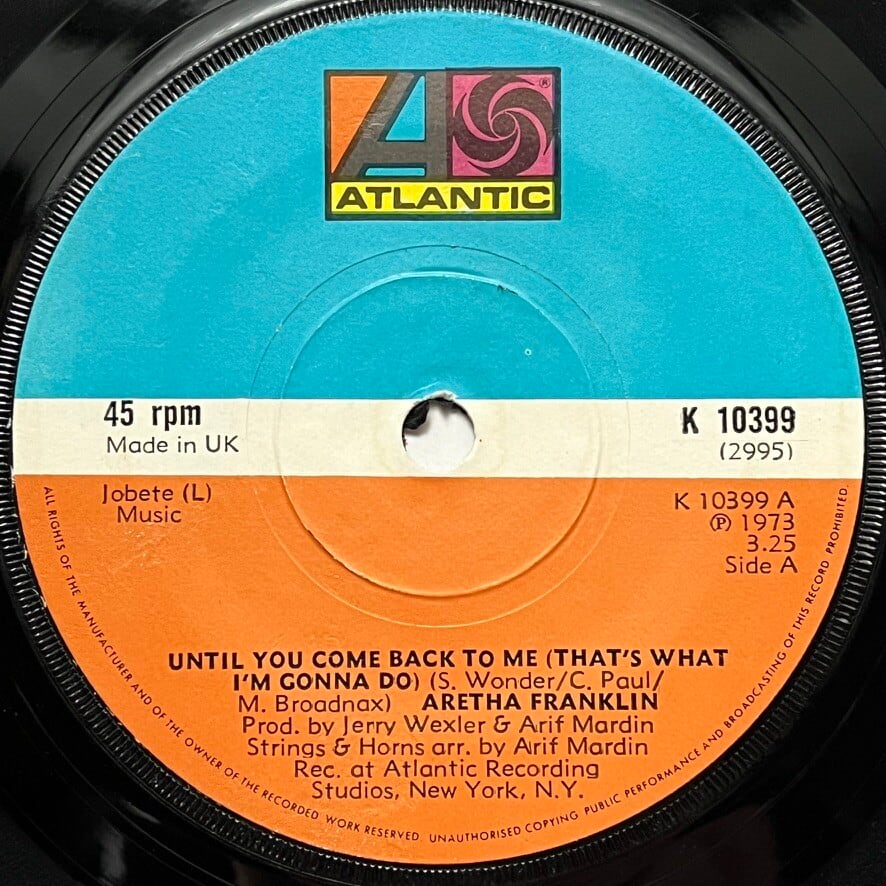 ATLANTIC
®
45 rpm
Made in UK
K 10399
(2995)
Jobete (L)
Music
K 10399 A
℗ 1973
3.25
Side A
UNTIL YOU COME BACK TO ME (THAT'S WHAT
I'M GONNA DO) (S. Wonder/C. Paul/
M. Broadnax) ARETHA FRANKLIN
Prod. by Jerry Wexler & Arif Mardin
Strings & Horns arr. by Arif Mardin
Rec. at Atlantic Recording
Studios, New York, N.Y.
ALL RIGHTS OF THE MANUFACTURER AND OF THE OWNER OF THE RECORDED WORK RESERVED. UNAUTHORISED COPYING PUBLIC PERFORMANCE AND BROADCASTING OF THIS RECORD PROHIBITED.